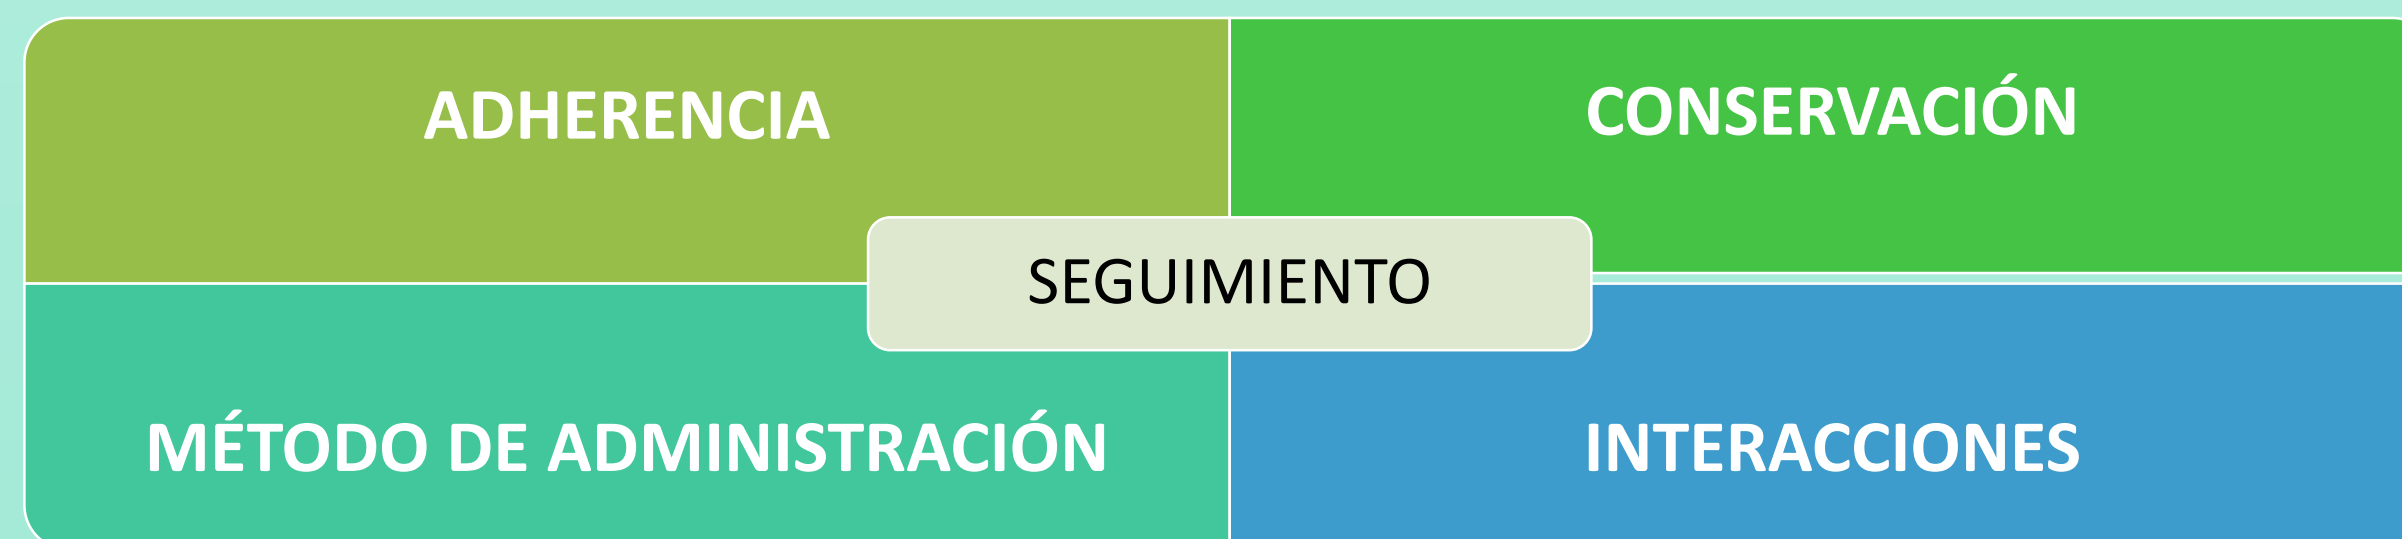 ADHERENCIA
CONSERVACIÓN
SEGUIMIENTO
MÉTODO DE ADMINISTRACIÓN
INTERACCIONES